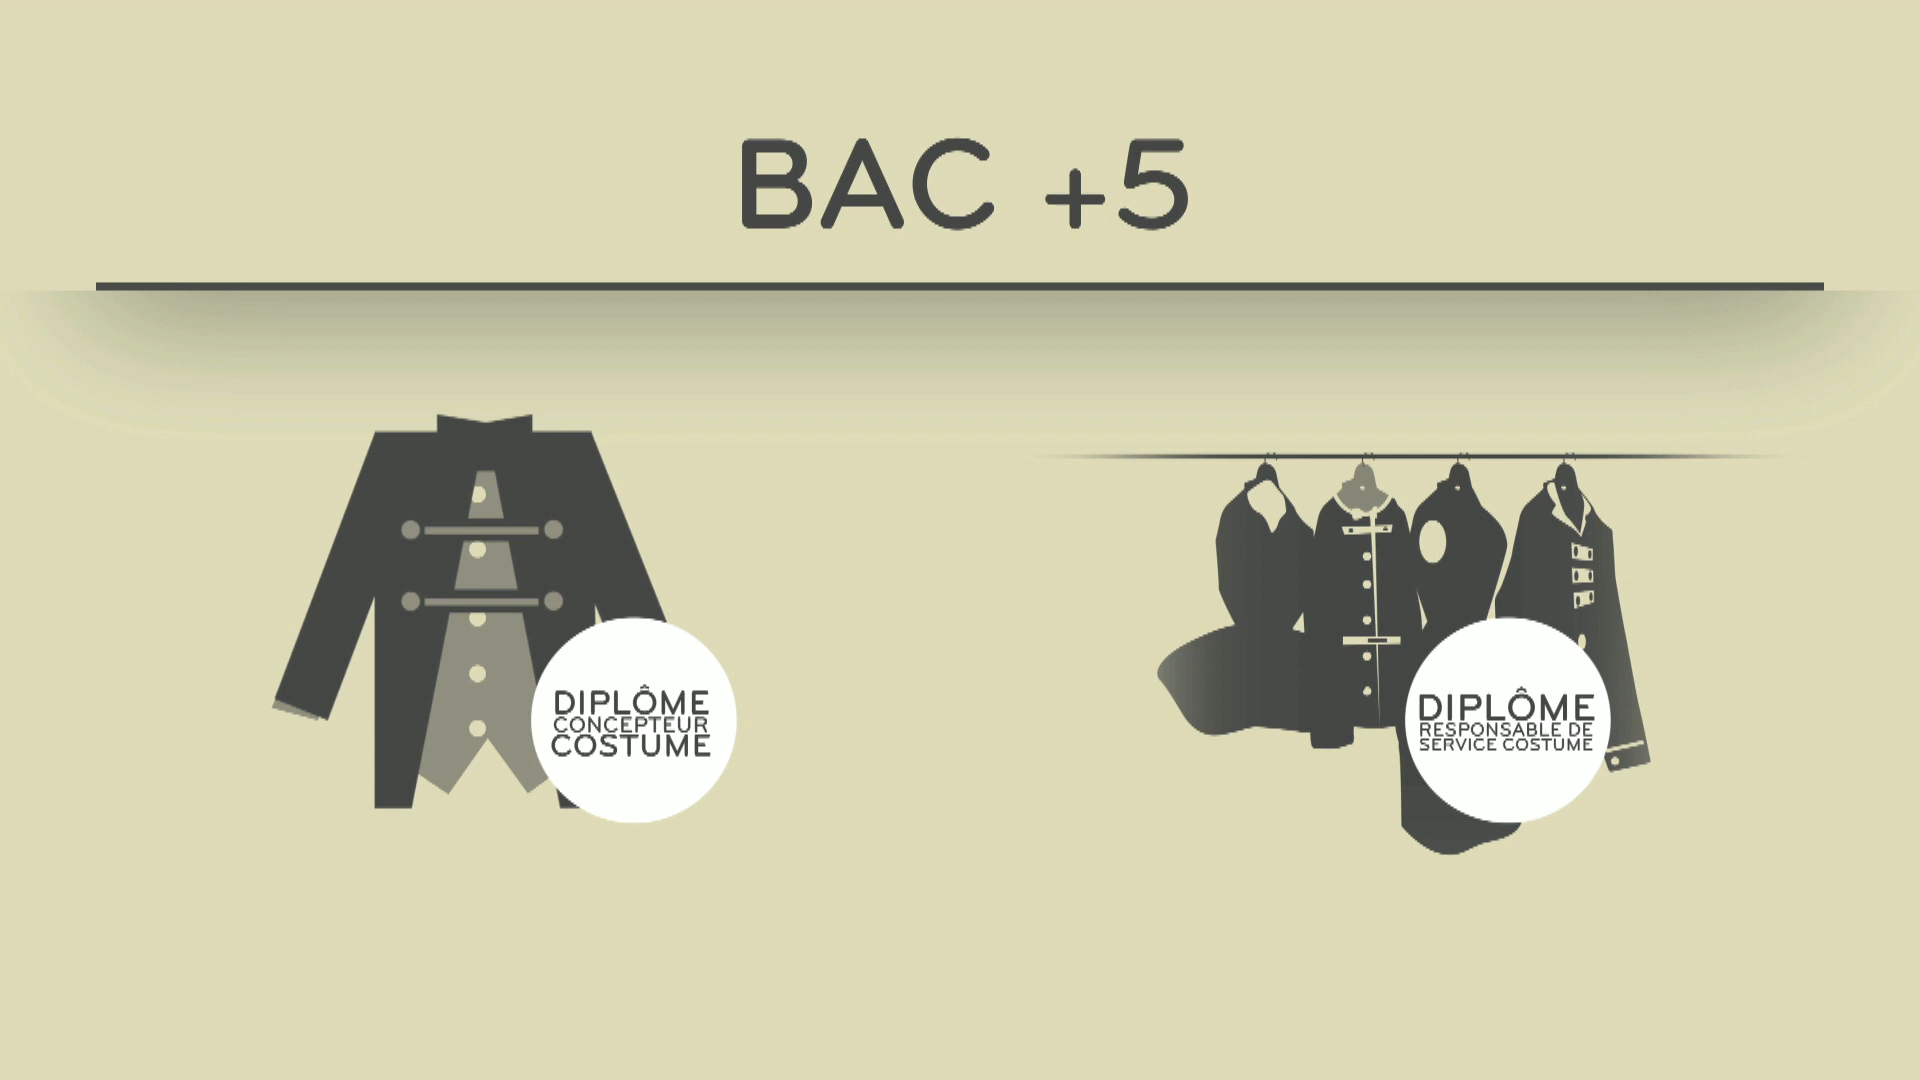 BAC +5
DIPLÔME
CONCEPTEUR
COSTUME
DIPLÔME
RESPONSABLE DE
SERVICE COSTUME